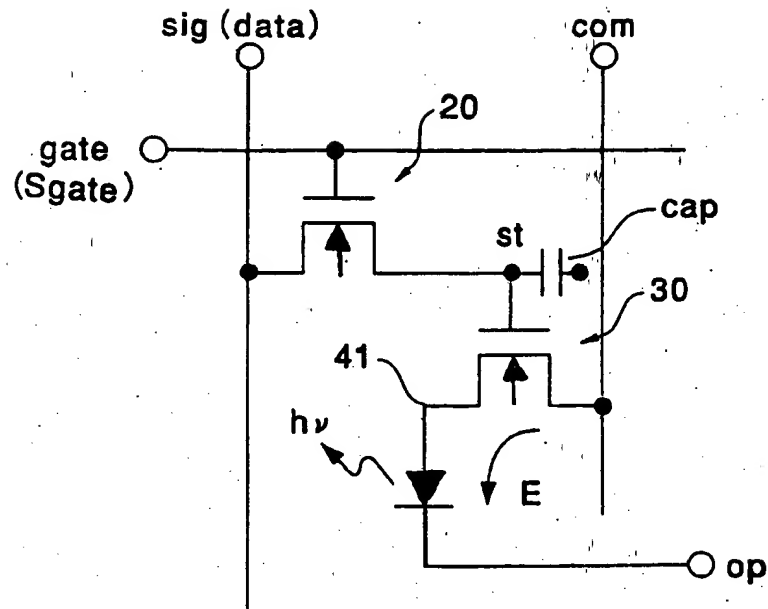 sig (data)
com
20
gate
(Sgate)
cap
st
30
41
hν
E
op